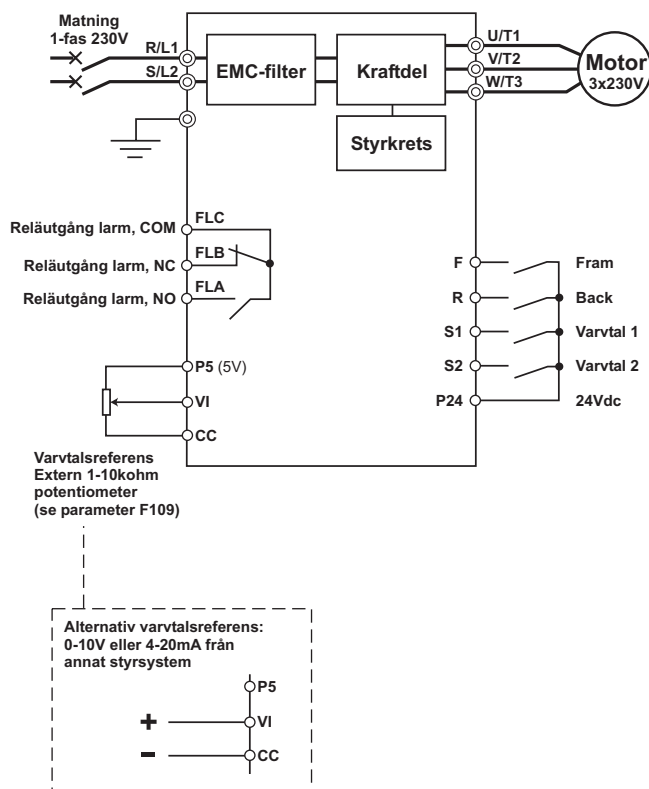 Matning
1-fas 230V
R/L1
S/L2
EMC-filter
Kraftdel
Styrkrets
U/T1
V/T2
W/T3
Motor
3x230V
Reläutgång larm, COM
FLC
Reläutgång larm, NC
FLB
Reläutgång larm, NO
FLA
P5 (5V)
VI
CC
F
Fram
R
Back
S1
Varvtal 1
S2
Varvtal 2
P24
24Vdc
Varvtalsreferens
Extern 1-10kohm
potentiometer
(se parameter F109)
Alternativ varvtalsreferens:
0-10V eller 4-20mA från
annat styrsystem
P5
+
VI
-
CC